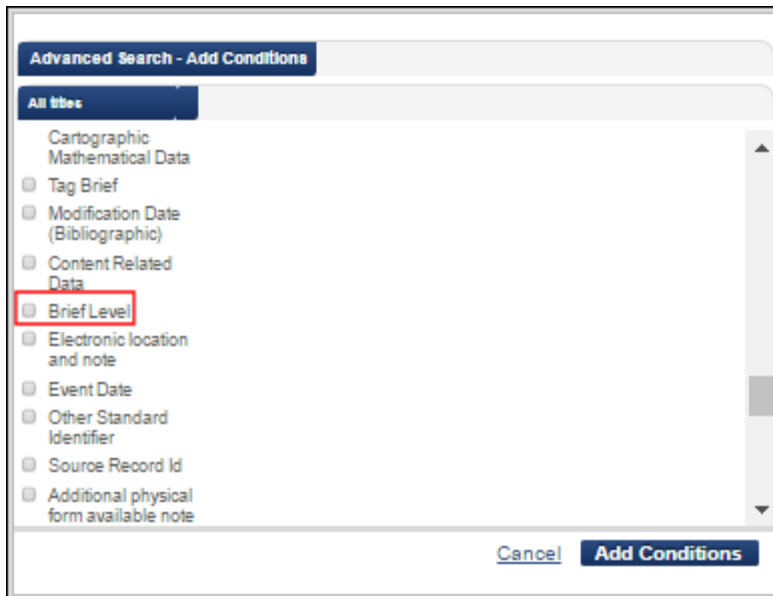 Advanced Search - Add Conditions
All titles
Cartographic
Mathematical Data
Tag Brief
Modification Date
(Bibliographic)
Content Related
Data
Brief Level
Electronic location
and note
Event Date
Other Standard
Identifier
Source Record Id
Additional physical
form available note
Cancel Add Conditions